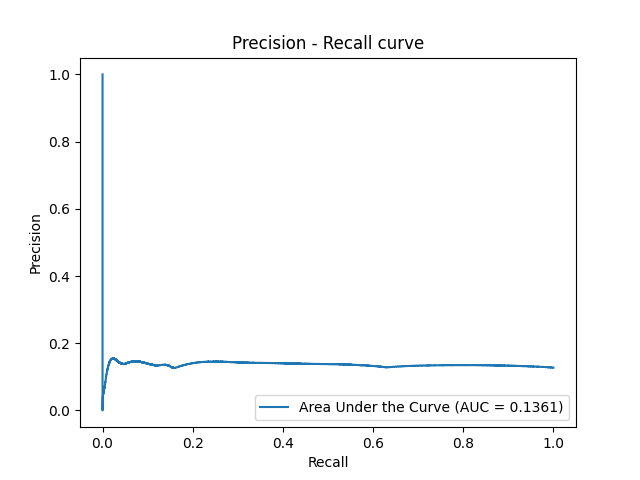 Precision - Recall curve
1.0
0.8
0.6
0.4
0.2
0.0
Precision
Area Under the Curve (AUC = 0.1361)
0.0 0.2 0.4 0.6 0.8 1.0
Recall